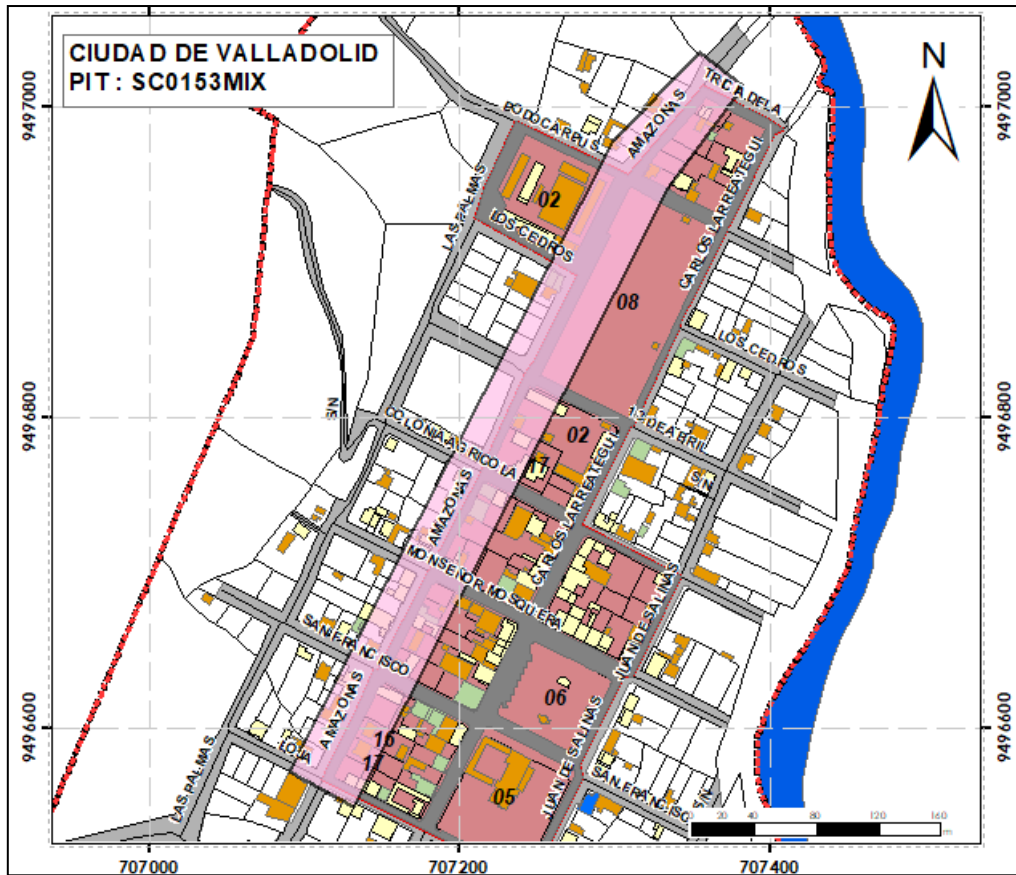 CIUDAD DE VALLADOLID
PIT : SC0153MIX
N
9497000
9497000
TRCIA DE LA
AMAZONAS
PODOCARPUS
02
LAS PALMAS
LOS CEDROS
CARLOS LARREATEGUI
08
LOS CEDROS
9496800
9496800
S/N
COLONIA AGRICOLA
02
13 DE ABRIL
17
S/N
AMAZONAS
CARLOS LARREATEGUI
MONSEÑOR MOSQUERA
JUAN DE SALINAS
SAN FRANCISCO
06
AMAZONAS
9496600
9496600
LOJA
16
17
LAS PALMAS
05
JUAN DE SALINAS
SAN FRANCISCO
S/N
0 20 40 80 120 160
m
707000
707200
707400